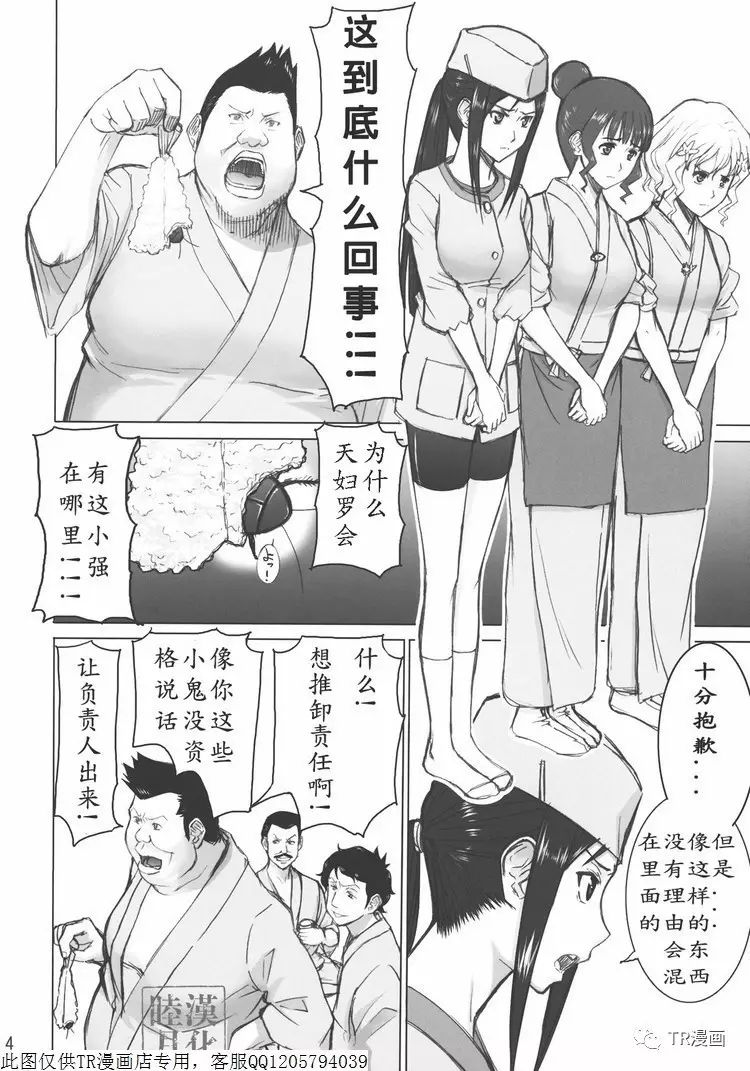 这到底什么回事!!!
为什么
天妇罗会
有这小强
在哪里!!!
よっ!
十分抱歉...
但是...
像这样的东西
没有理由会混
在里面的
什么!
想推卸责任啊!
像你这些
小鬼没资
格说话
让负责人出来!
睦漢
4
TR漫画
此图仅供TR漫画店专用，客服QQ1205794039